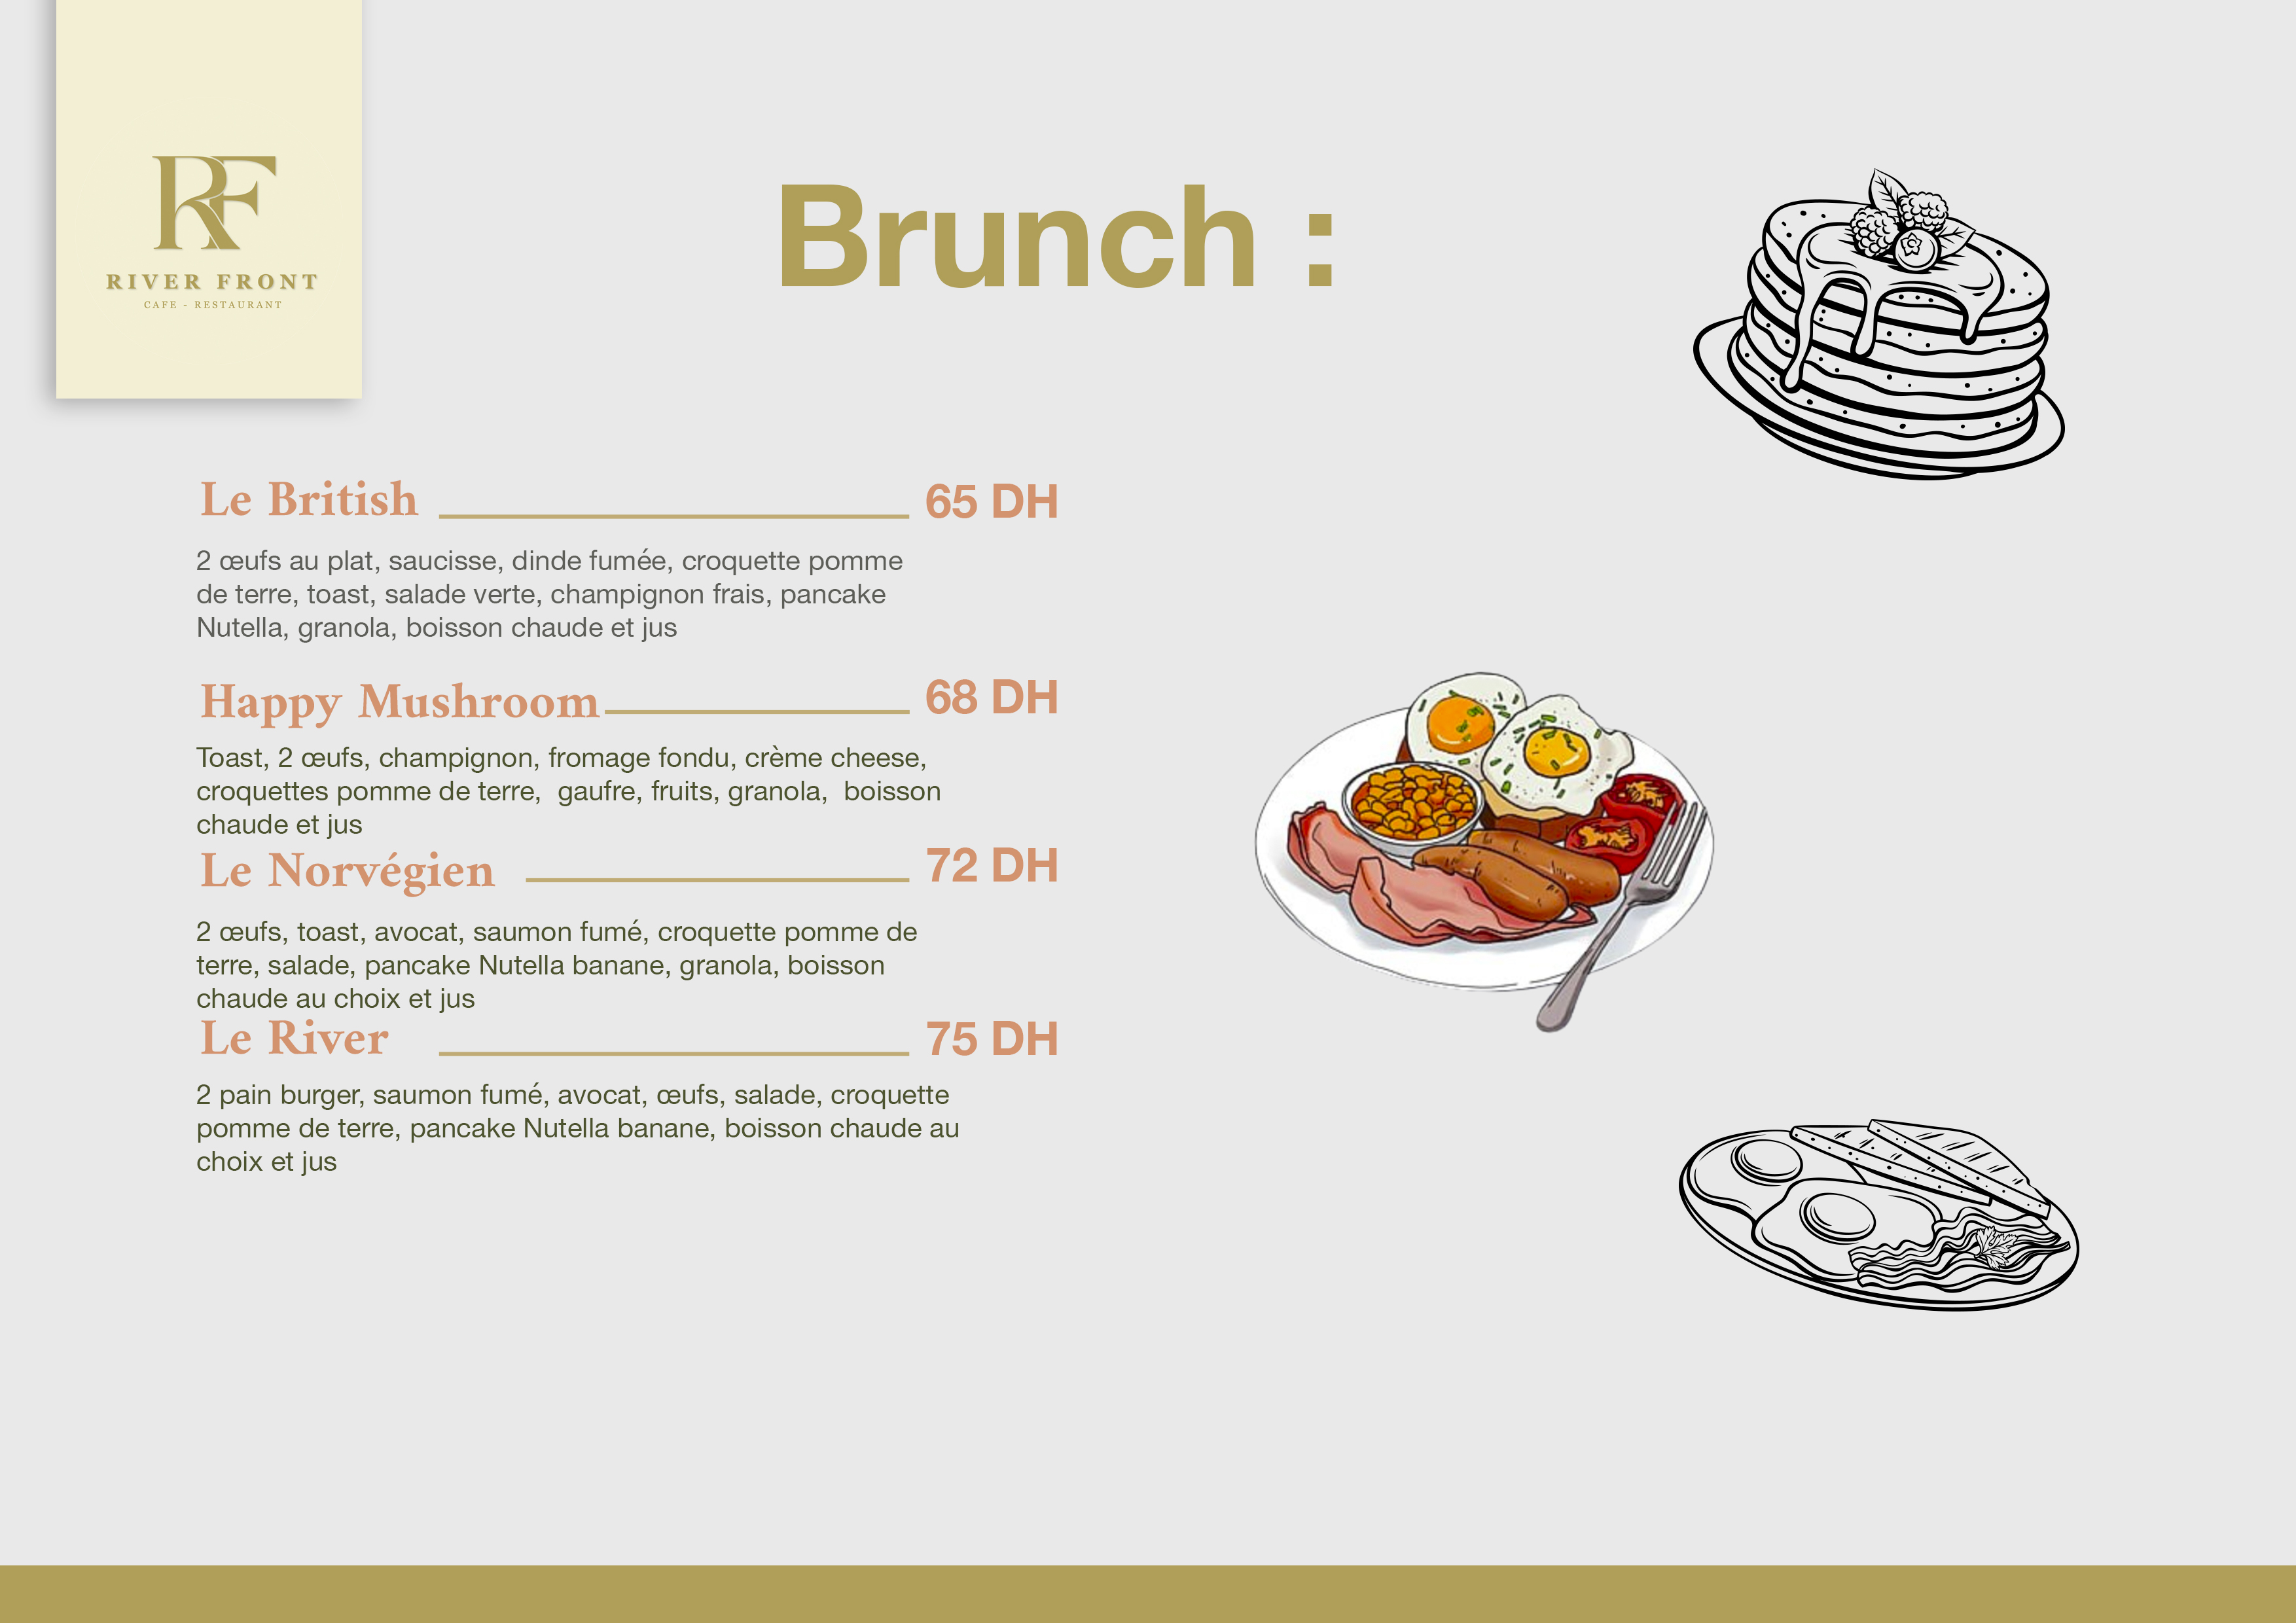 RF
RIVER FRONT
CAFE - RESTAURANT
Brunch :
Le British 65 DH
2 œufs au plat, saucisse, dinde fumée, croquette pomme
de terre, toast, salade verte, champignon frais, pancake
Nutella, granola, boisson chaude et jus
Happy Mushroom 68 DH
Toast, 2 œufs, champignon, fromage fondu, crème cheese,
croquettes pomme de terre,  gaufre, fruits, granola,  boisson
chaude et jus
Le Norvégien 72 DH
2 œufs, toast, avocat, saumon fumé, croquette pomme de
terre, salade, pancake Nutella banane, granola, boisson
chaude au choix et jus
Le River 75 DH
2 pain burger, saumon fumé, avocat, œufs, salade, croquette
pomme de terre, pancake Nutella banane, boisson chaude au
choix et jus